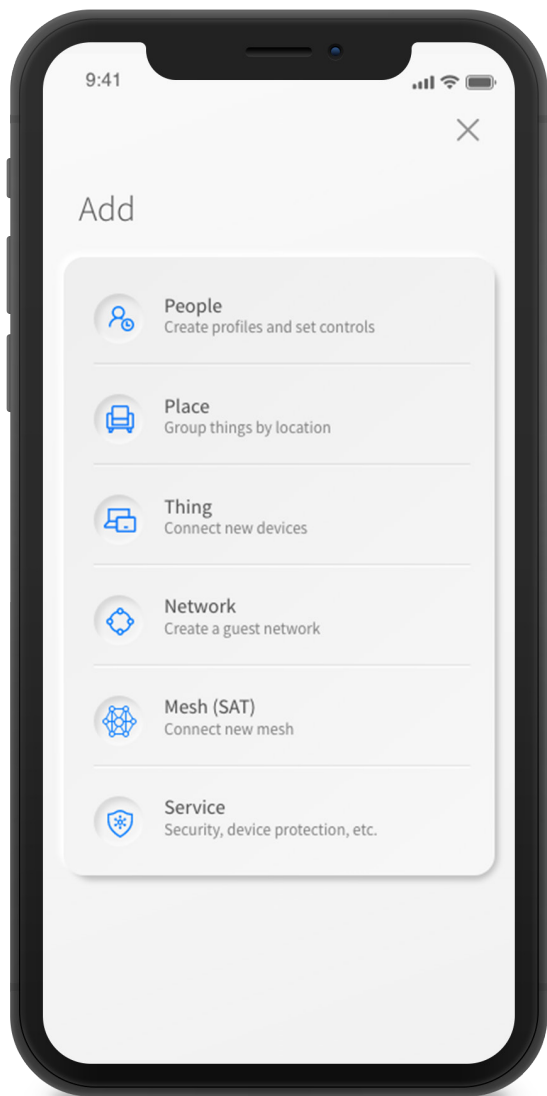 9:41
Add
People
Create profiles and set controls
Place
Group things by location
Thing
Connect new devices
Network
Create a guest network
Mesh (SAT)
Connect new mesh
Service
Security, device protection, etc.